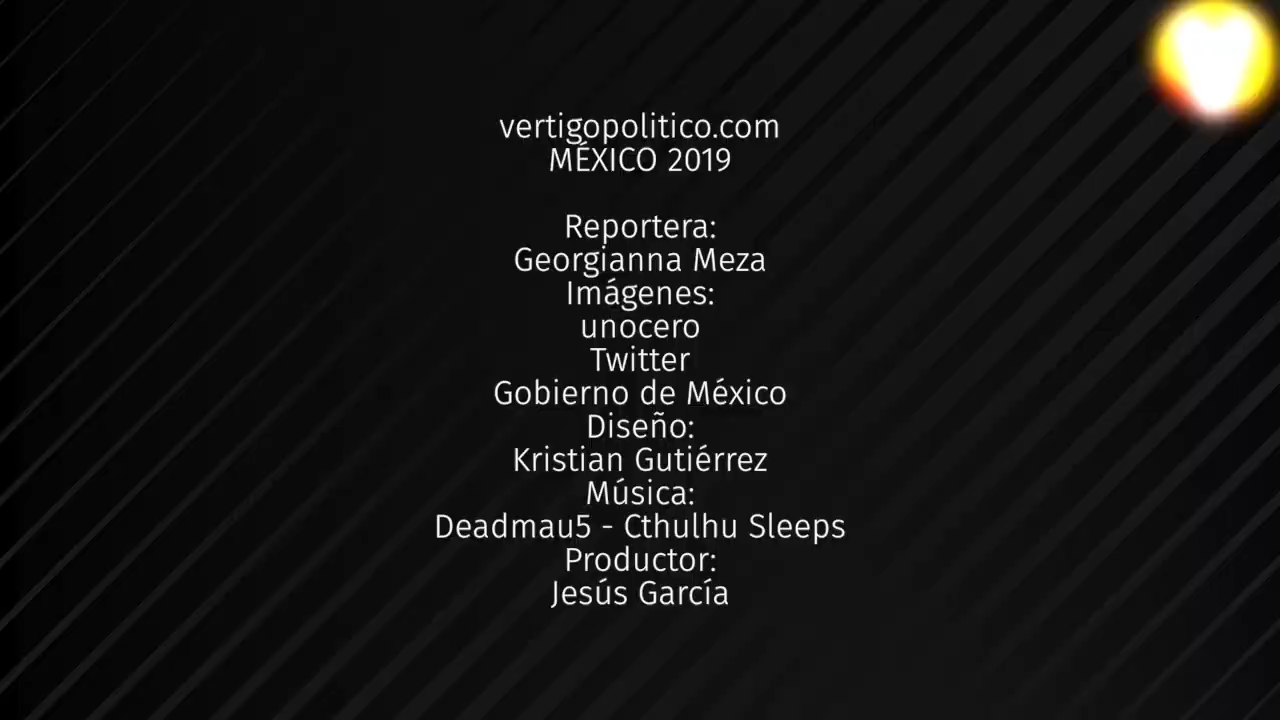 vertigopolitico.com
MÉXICO 2019
Reportera:
Georgianna Meza
Imágenes:
unocero
Twitter
Gobierno de México
Diseño:
Kristian Gutiérrez
Música:
Deadmau5 - Cthulhu Sleeps
Productor:
Jesús García